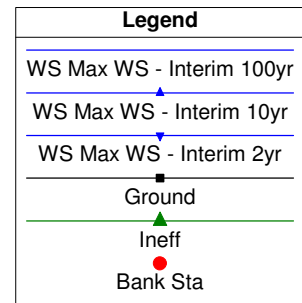 Legend
WS Max WS - Interim 100yr
WS Max WS - Interim 10yr
WS Max WS - Interim 2yr
Ground
Ineff
Bank Sta